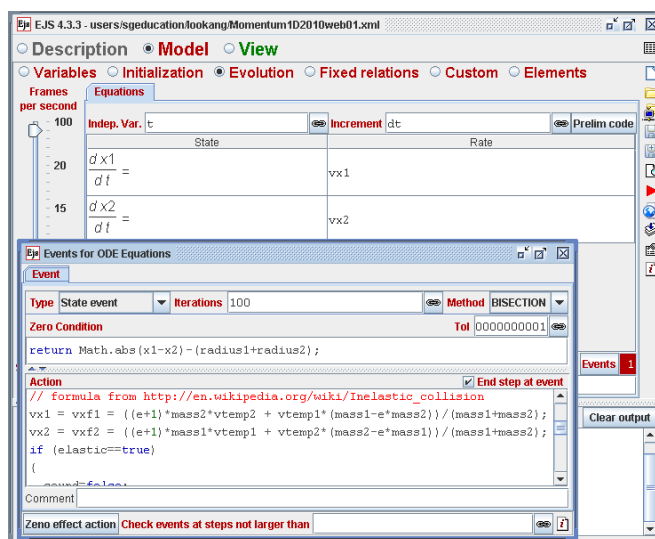 EJS 4.3.3 - users/sgeducation/lookang/Momentum1D2010web01.xml
Description Model View
Variables Initialization Evolution Fixed relations Custom Elements
Frames per second
Equations
100
20
15
Indep. Var. t Increment dt Prelim code
State Rate
d x1
d t
=
vx1
d x2
d t
=
vx2
Events for ODE Equations
Event
Type State event Iterations 100 Method BISECTION
Zero Condition Tol 0000000001
return Math.abs(x1-x2)-(radius1+radius2);
Action End step at event
// formula from http://en.wikipedia.org/wiki/Inelastic_collision
vx1 = vxf1 = ((e+1)*mass2*vtemp2 + vtemp1*(mass1-e*mass2))/(mass1+mass2);
vx2 = vxf2 = ((e+1)*mass1*vtemp1 + vtemp2*(mass2-e*mass1))/(mass1+mass2);
if (elastic==true)
{
sound=false;
Comment
Zeno effect action Check events at steps not larger than
Events 1
Clear output